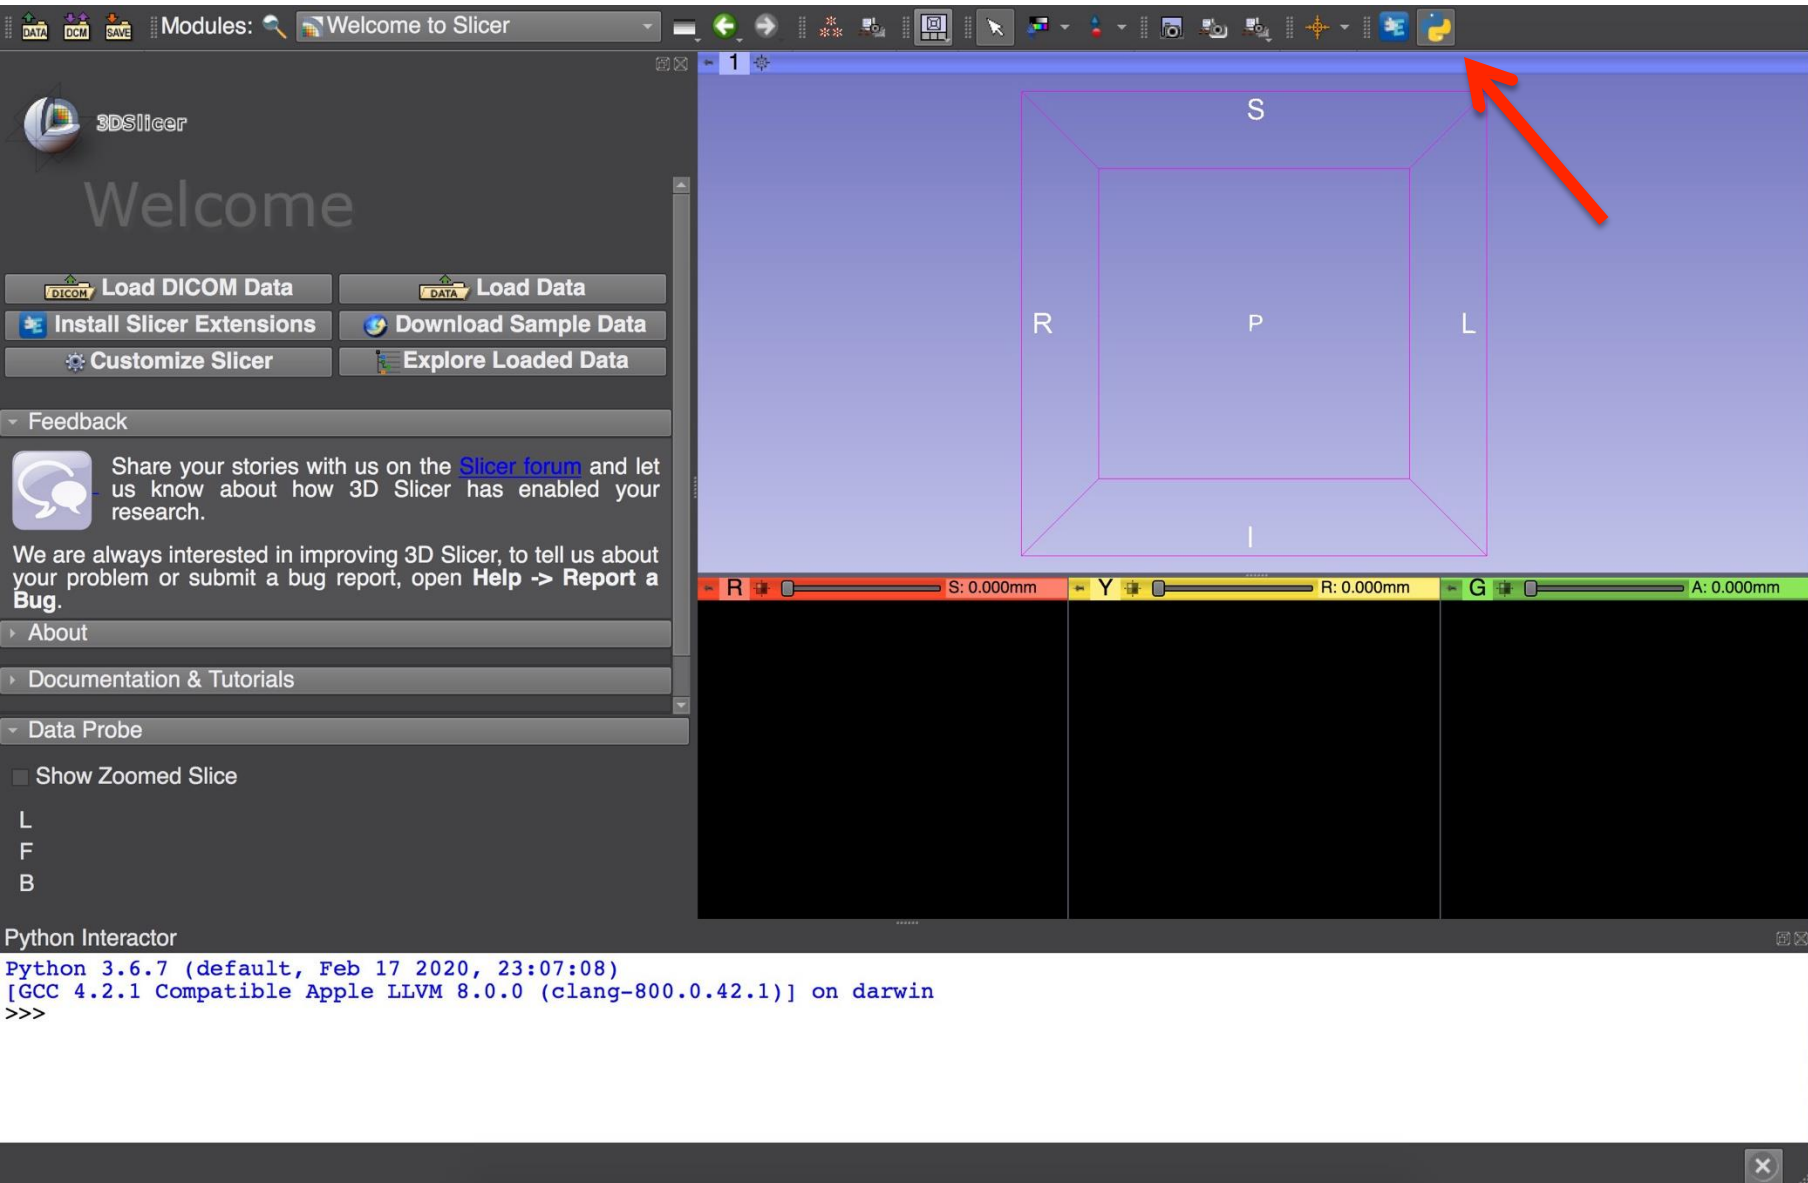 DATA DCM SAVE Modules: Welcome to Slicer
1
3DSlicer
Welcome
DICOM Load DICOM Data
DATA Load Data
Install Slicer Extensions
Download Sample Data
Customize Slicer
Explore Loaded Data
Feedback
Share your stories with us on the Slicer forum and let
us know about how 3D Slicer has enabled your
research.
We are always interested in improving 3D Slicer, to tell us about
your problem or submit a bug report, open Help -> Report a
Bug.
About
Documentation & Tutorials
Data Probe
Show Zoomed Slice
L
F
B
S
R P L
I
R S: 0.000mm
Y R: 0.000mm
G A: 0.000mm
Python Interactor
Python 3.6.7 (default, Feb 17 2020, 23:07:08)
[GCC 4.2.1 Compatible Apple LLVM 8.0.0 (clang-800.0.42.1)] on darwin
>>>